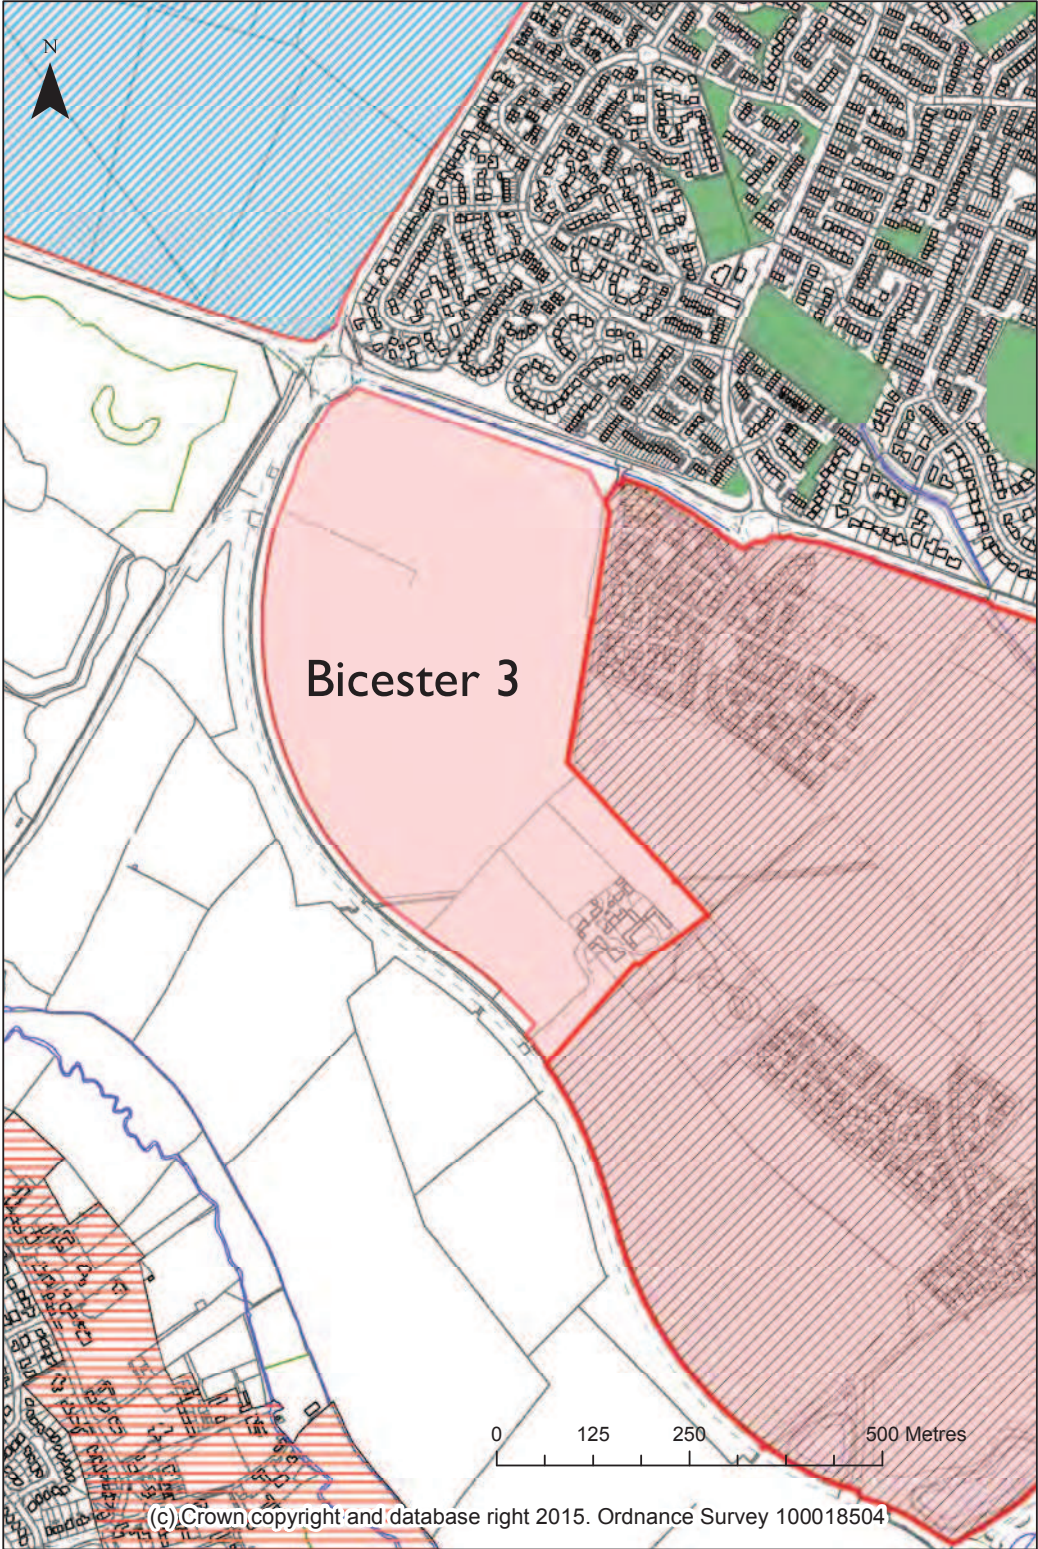 N
Bicester 3
0 125 250 500 Metres
(c) Crown copyright and database right 2015. Ordnance Survey 100018504